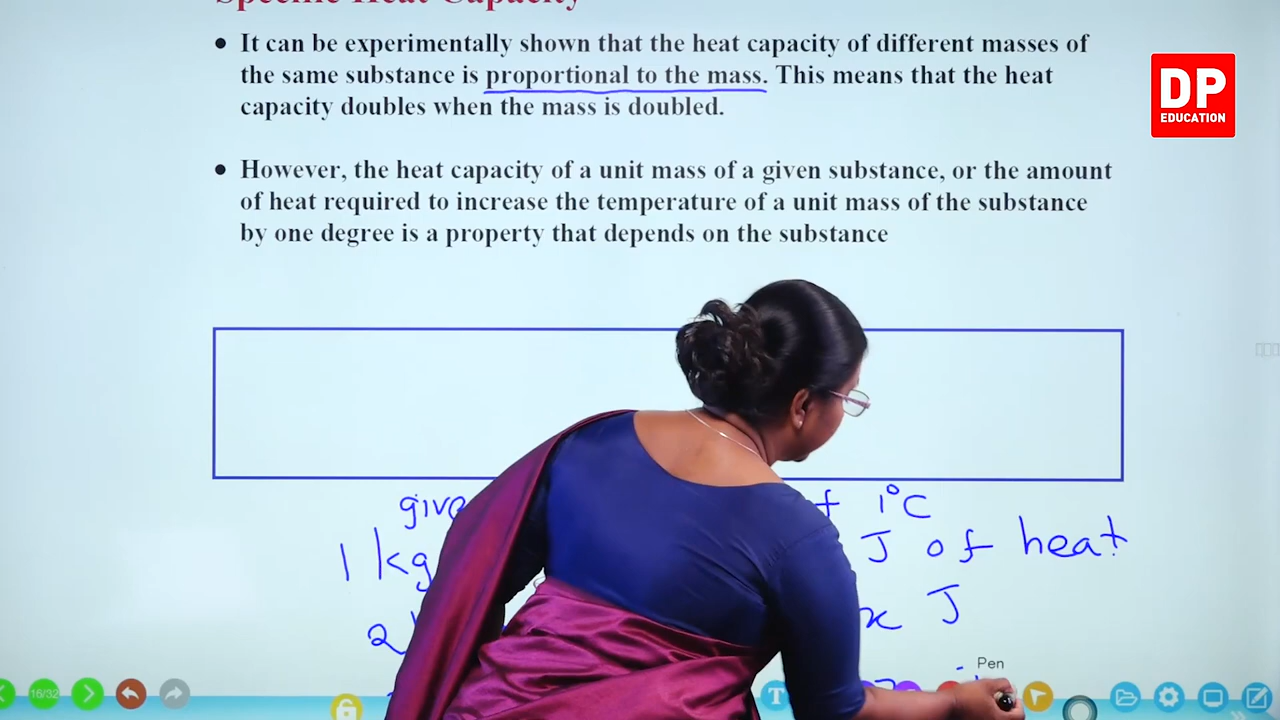 Specific Heat Capacity
• It can be experimentally shown that the heat capacity of different masses of
the same substance is proportional to the mass. This means that the heat
capacity doubles when the mass is doubled.
DP
EDUCATION
• However, the heat capacity of a unit mass of a given substance, or the amount
of heat required to increase the temperature of a unit mass of the substance
by one degree is a property that depends on the substance
1°C
1 kg J of heat
2 x J
Pen
16/32 T